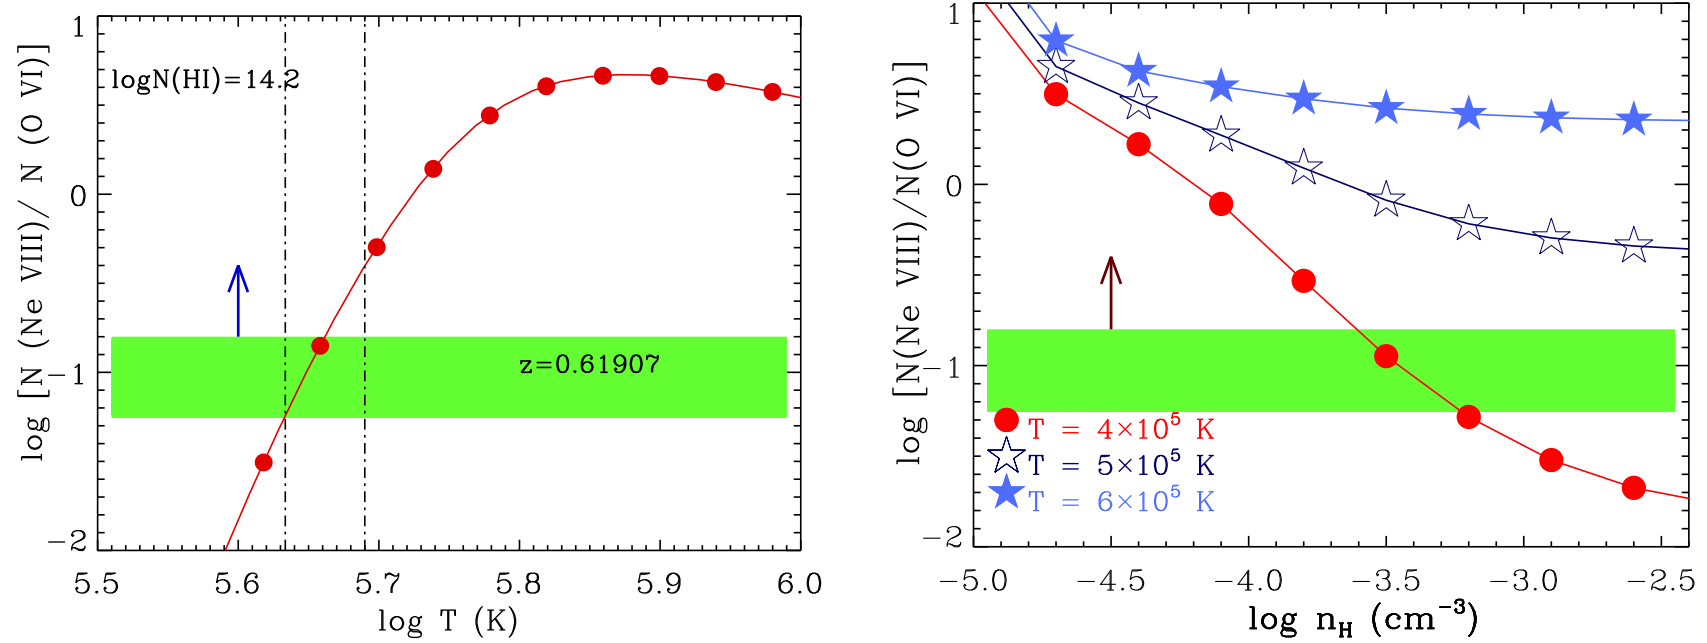 log [N (Ne VIII)/ N (O VI)]
1
0
−1
−2
logN(HI)=14.2
z=0.61907
5.5 5.6 5.7 5.8 5.9 6.0
log T (K)
log [N(Ne VIII)/N(O VI)]
1
0
−1
−2
T = 4×10⁵ K
T = 5×10⁵ K
T = 6×10⁵ K
−5.0 −4.5 −4.0 −3.5 −3.0 −2.5
log n_H (cm⁻³)